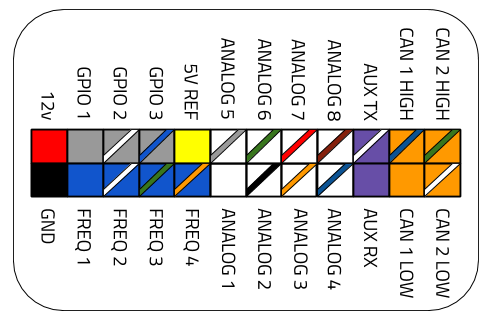 12v
GPIO 1
GPIO 2
GPIO 3
5V REF
ANALOG 5
ANALOG 6
ANALOG 7
ANALOG 8
AUX TX
CAN 1 HIGH
CAN 2 HIGH
GND
FREQ 1
FREQ 2
FREQ 3
FREQ 4
ANALOG 1
ANALOG 2
ANALOG 3
ANALOG 4
AUX RX
CAN 1 LOW
CAN 2 LOW